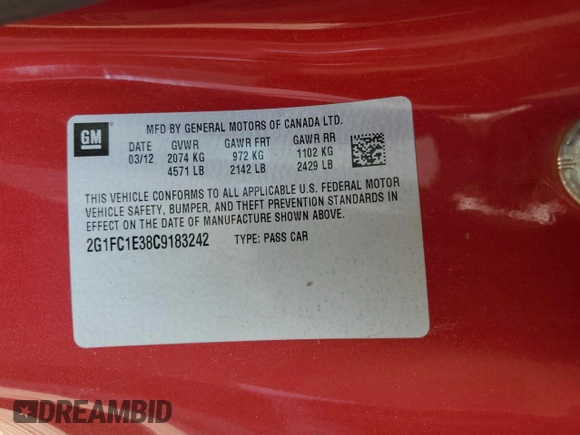 GM
MFD BY GENERAL MOTORS OF CANADA LTD.
DATE GVWR GAWR FRT GAWR RR
03/12 2074 KG 972 KG 1102 KG
4571 LB 2142 LB 2429 LB
THIS VEHICLE CONFORMS TO ALL APPLICABLE U.S. FEDERAL MOTOR
VEHICLE SAFETY, BUMPER, AND THEFT PREVENTION STANDARDS IN
EFFECT ON THE DATE OF MANUFACTURE SHOWN ABOVE.
2G1FC1E38C9183242 TYPE: PASS CAR
DREAMBID